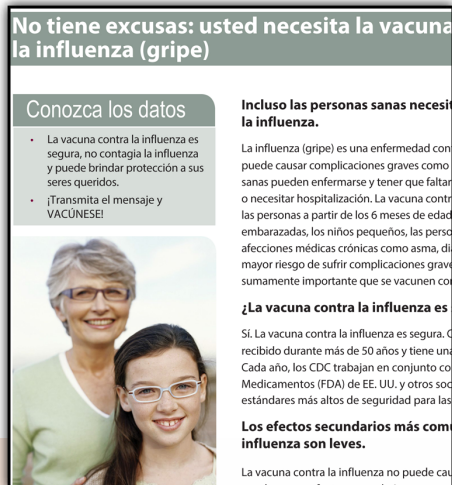 No tiene excusas: usted necesita la vacuna
la influenza (gripe)
Conozca los datos
• La vacuna contra la influenza es
segura, no contagia la influenza
y puede brindar protección a sus
seres queridos.
• ¡Transmita el mensaje y
VACÚNESE!
Incluso las personas sanas necesit
la influenza.
La influenza (gripe) es una enfermedad con
puede causar complicaciones graves como
sanas pueden enfermarse y tener que faltar
o necesitar hospitalización. La vacuna contr
las personas a partir de los 6 meses de edad
embarazadas, los niños pequeños, las perso
afecciones médicas crónicas como asma, di
mayor riesgo de sufrir complicaciones grave
sumamente importante que se vacunen co
¿La vacuna contra la influenza es
Sí. La vacuna contra la influenza es segura.
recibido durante más de 50 años y tiene una
Cada año, los CDC trabajan en conjunto co
Medicamentos (FDA) de EE. UU. y otros soc
estándares más altos de seguridad para las
Los efectos secundarios más comu
influenza son leves.
La vacuna contra la influenza no puede cau